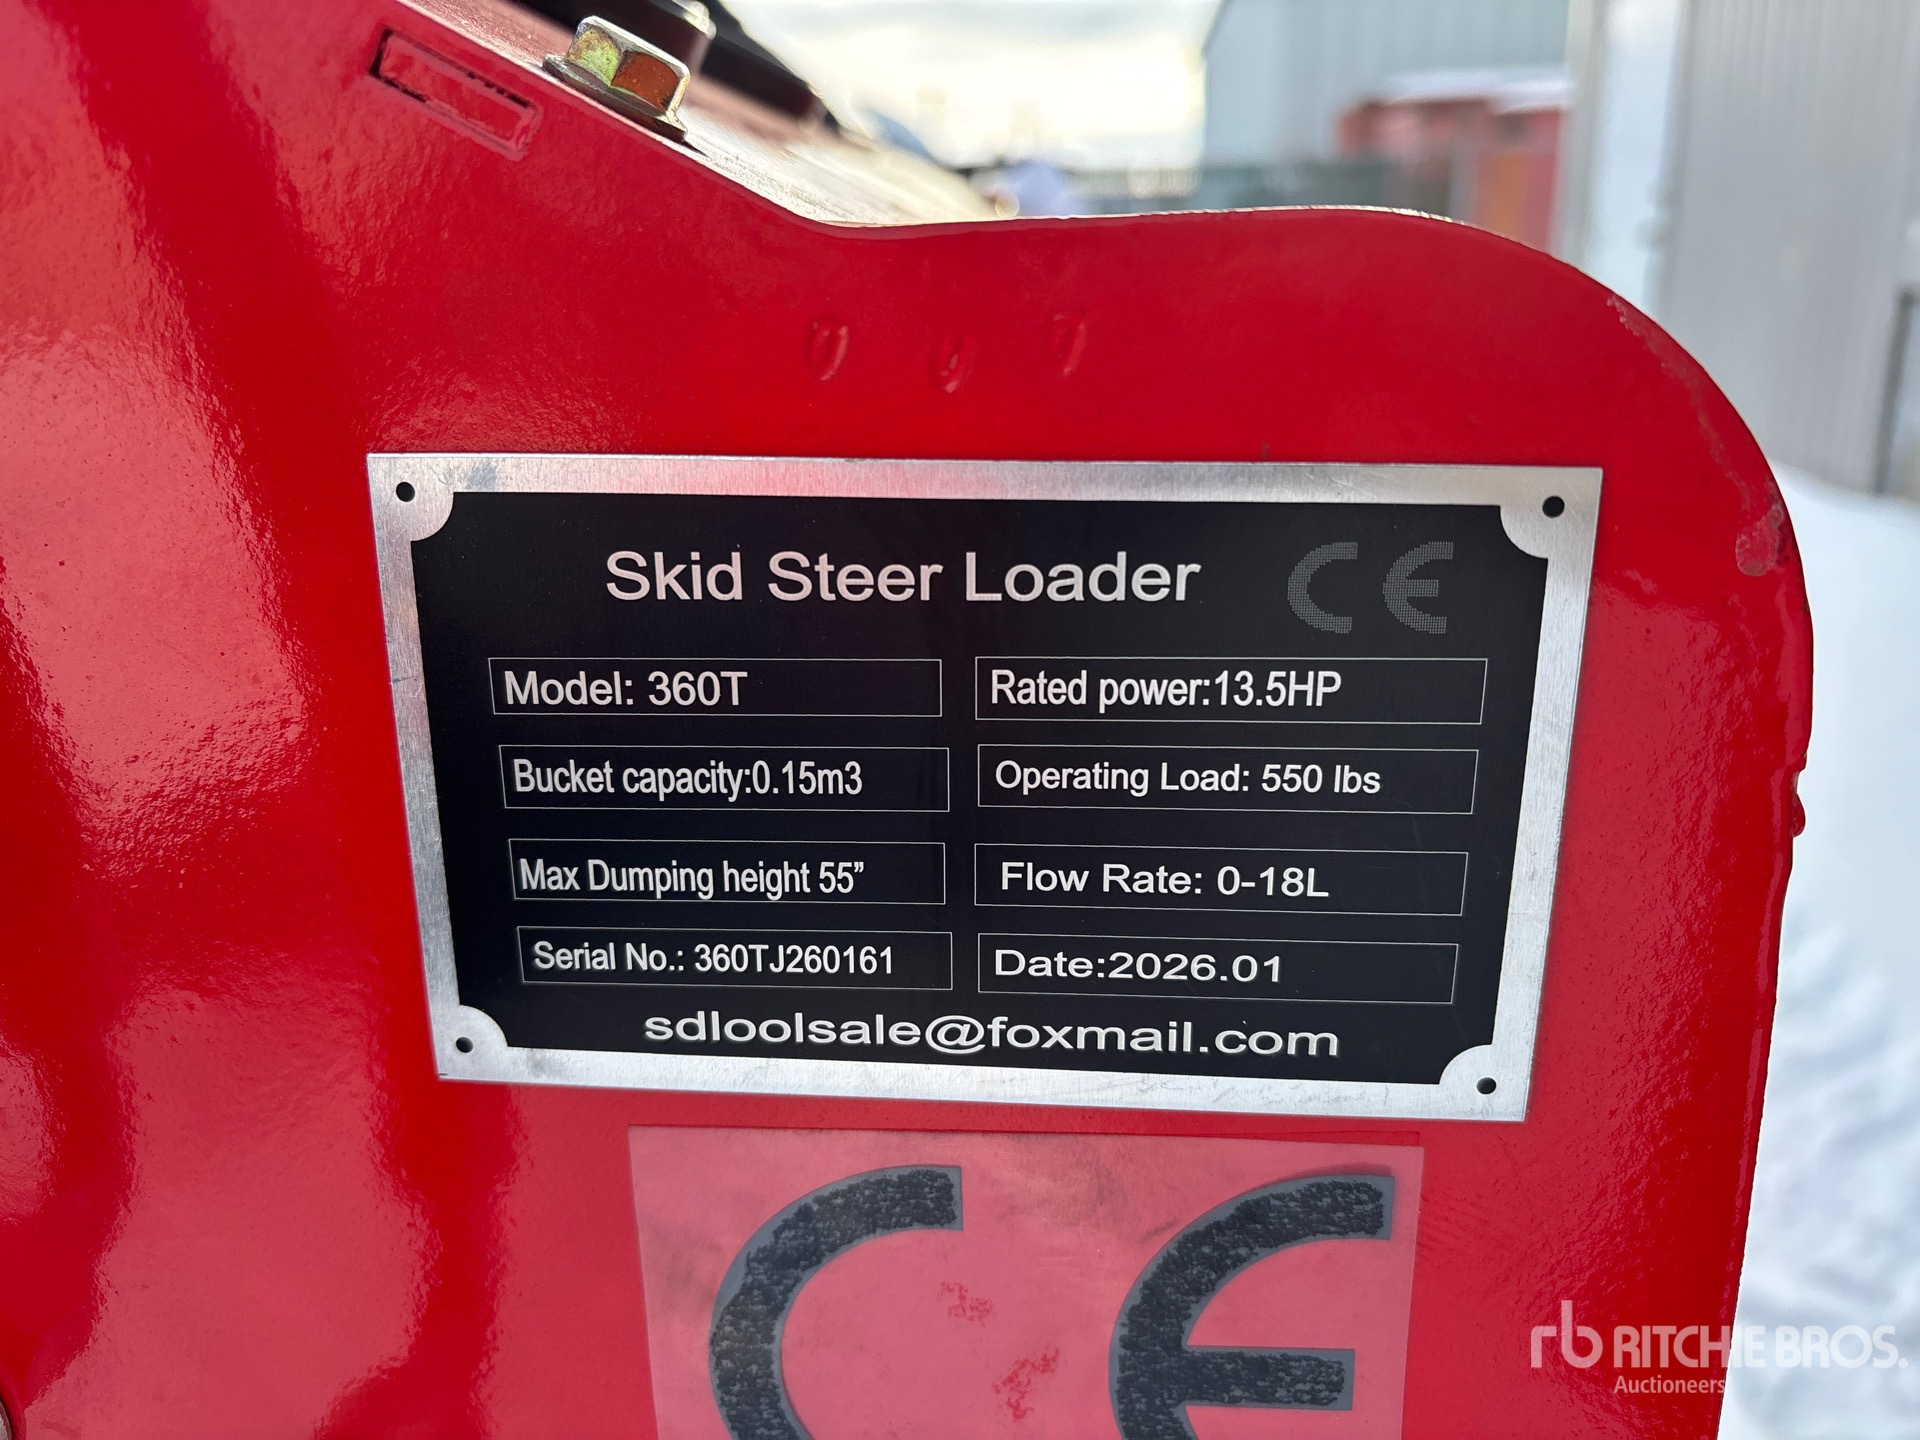 Skid Steer Loader CE
Model: 360T
Rated power:13.5HP
Bucket capacity:0.15m3
Operating Load: 550 lbs
Max Dumping height 55”
Flow Rate: 0-18L
Serial No.: 360TJ260161
Date:2026.01
sdloolsale@foxmail.com
CE
rb RITCHIE BROS.
Auctioneers